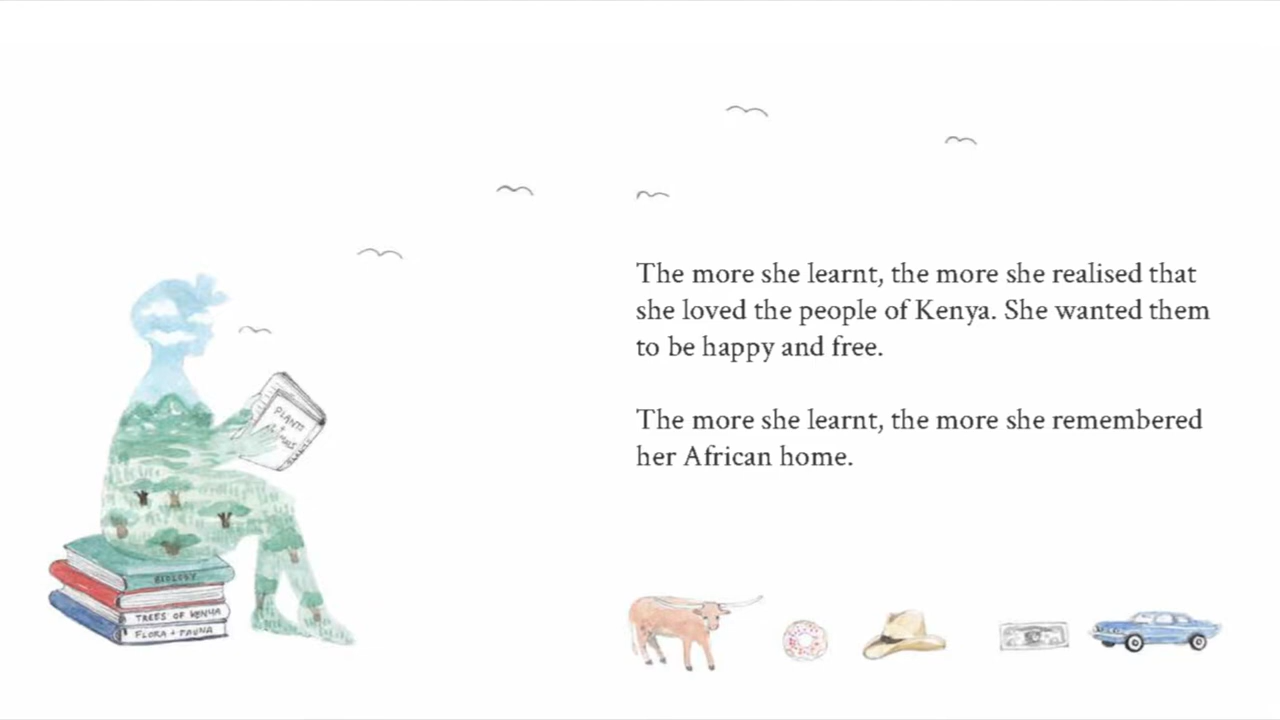 The more she learnt, the more she realised that
she loved the people of Kenya. She wanted them
to be happy and free.
The more she learnt, the more she remembered
her African home.
PLANTS
+
BIOLOGY
TREES OF KENYA
FLORA + FAUNA